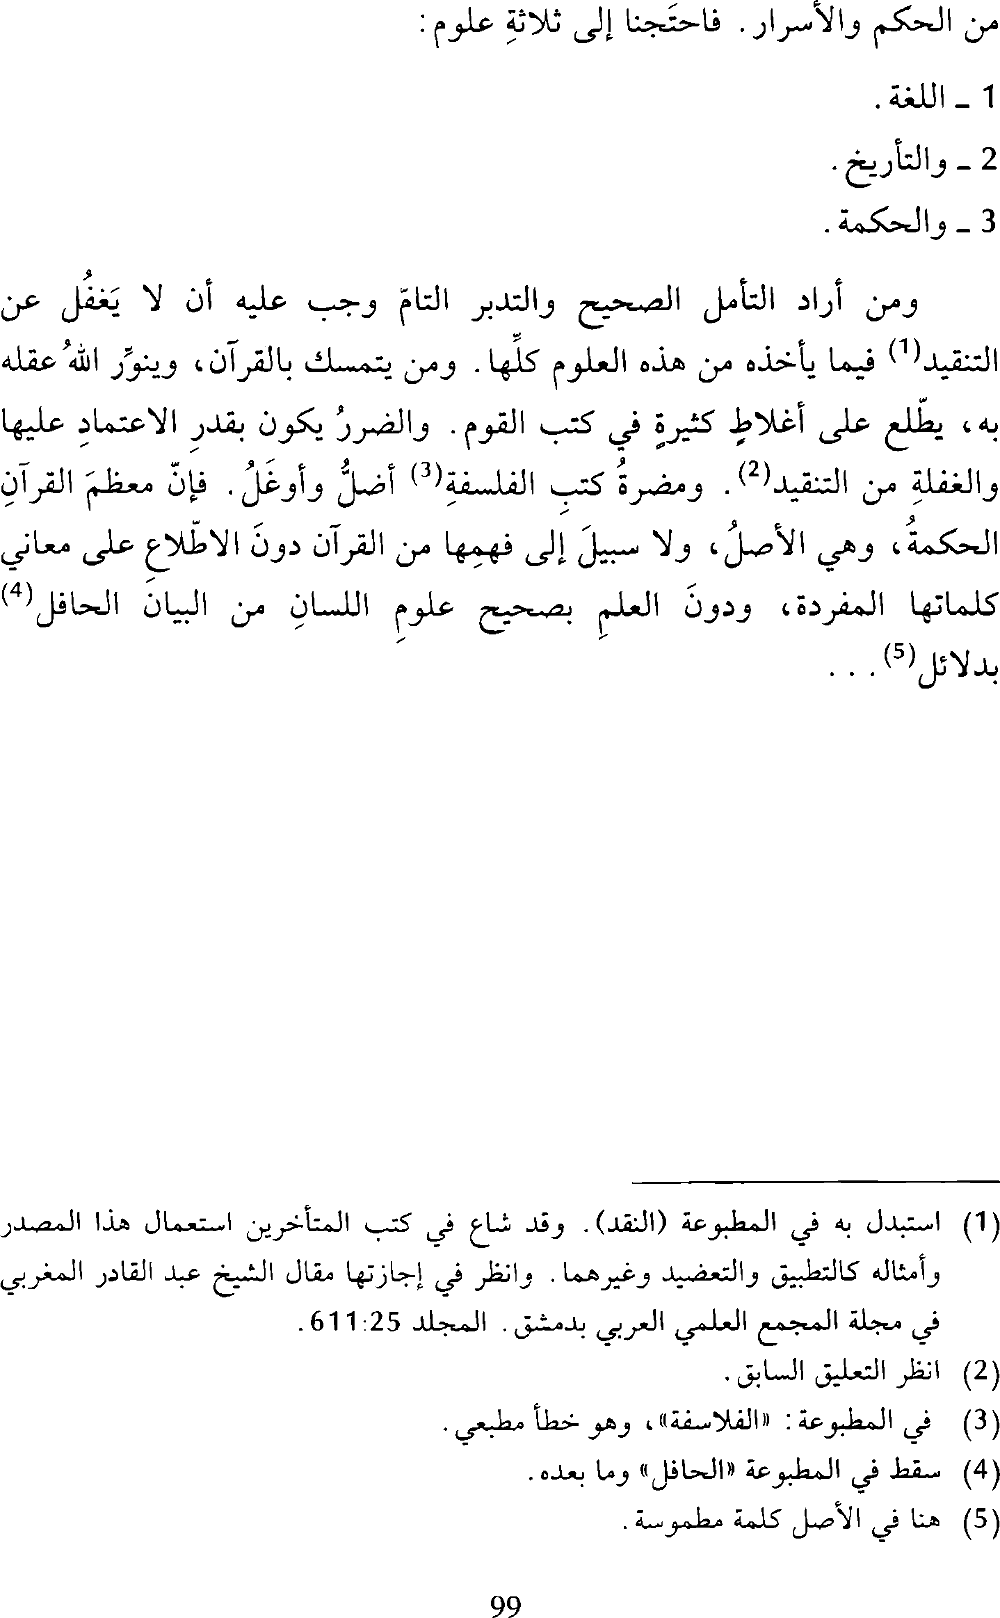 من الحكم والأسرار. فاحتَجنا إلى ثلاثةِ علومٍ:
1 ـ اللغة.
2 ـ والتأريخ.
3 ـ والحكمة.
ومن أراد التأمل الصحيح والتدبر التامّ وجب عليه أن لا يَغفُل عن
التنقيد(1) فيما يأخذه من هذه العلوم كلِّها. ومن يتمسك بالقرآن، وينوِّر اللهُ عقله
به، يطَّلع على أغلاطٍ كثيرةٍ في كتب القوم. والضررُ يكون بقدرِ الاعتمادِ عليها
والغفلةِ من التنقيد(2). ومضرةُ كتبِ الفلسفةِ(3) أضلُّ وأوغَلُ. فإنّ معظمَ القرآنِ
الحكمةُ، وهي الأصلُ، ولا سبيلَ إلى فهمِها من القرآن دونَ الاطّلاعِ على معاني
كلماتها المفردة، ودونَ العلمِ بصحيح علومِ اللسانِ من البيانِ الحافل(4)
بدلائل(5)...
(1) استبدل به في المطبوعة (النقد). وقد شاع في كتب المتأخرين استعمال هذا المصدر
وأمثاله كالتطبيق والتعضيد وغيرهما. وانظر في إجازتها مقال الشيخ عبد القادر المغربي
في مجلة المجمع العلمي العربي بدمشق. المجلد 611:25.
(2) انظر التعليق السابق.
(3) في المطبوعة: «الفلاسفة»، وهو خطأ مطبعي.
(4) سقط في المطبوعة «الحافل» وما بعده.
(5) هنا في الأصل كلمة مطموسة.
99